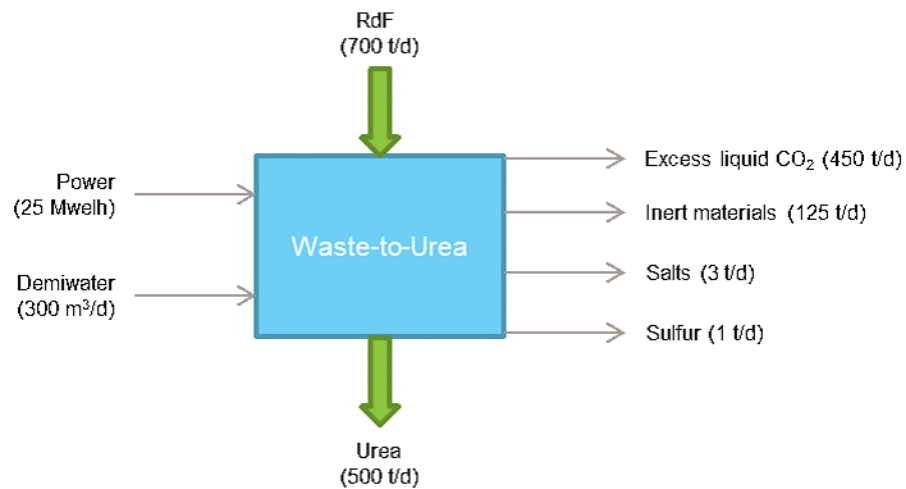 RdF
(700 t/d)
Power
(25 Mwelh)
Demiwater
(300 m³/d)
Waste-to-Urea
Excess liquid CO₂ (450 t/d)
Inert materials (125 t/d)
Salts (3 t/d)
Sulfur (1 t/d)
Urea
(500 t/d)